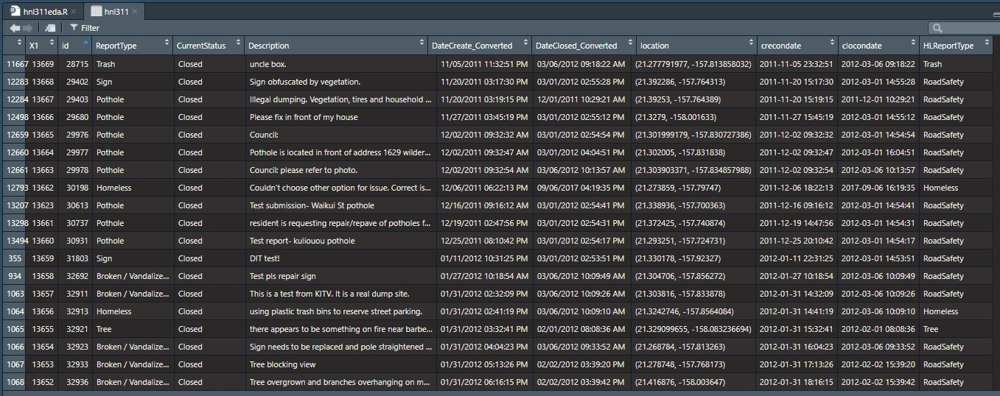 hnl311eda.R hnl311
Filter
X1 id ReportType CurrentStatus Description DateCreate_Converted DateClosed_Converted location crecondate clocondate HLReportType
11667 13669 28715 Trash Closed uncle box. 11/05/2011 11:32:51 PM 03/06/2012 09:18:22 AM (21.277791977, -157.813858032) 2011-11-05 23:32:51 2012-03-06 09:18:22 Trash
12283 13668 29402 Sign Closed Sign obfuscated by vegetation. 11/20/2011 03:17:30 PM 03/01/2012 02:55:28 PM (21.392286, -157.764313) 2011-11-20 15:17:30 2012-03-01 14:55:28 RoadSafety
12284 13667 29403 Pothole Closed Illegal dumping. Vegetation, tires and household ... 11/20/2011 03:19:15 PM 12/01/2011 10:29:21 AM (21.39253, -157.764389) 2011-11-20 15:19:15 2011-12-01 10:29:21 RoadSafety
12498 13666 29680 Pothole Closed Please fix in front of my house 11/27/2011 03:45:19 PM 03/01/2012 02:55:12 PM (21.3279, -158.001633) 2011-11-27 15:45:19 2012-03-01 14:55:12 RoadSafety
12659 13665 29976 Pothole Closed Council: 12/02/2011 09:32:32 AM 03/01/2012 02:54:54 PM (21.301999179, -157.830727386) 2011-12-02 09:32:32 2012-03-01 14:54:54 RoadSafety
12660 13664 29977 Pothole Closed Pothole is located in front of address 1629 wilder... 12/02/2011 09:32:47 AM 03/01/2012 04:04:51 PM (21.302005, -157.831838) 2011-12-02 09:32:47 2012-03-01 16:04:51 RoadSafety
12661 13663 29978 Pothole Closed Council: please refer to photo. 12/02/2011 09:32:54 AM 03/06/2012 10:13:57 AM (21.303903371, -157.834857988) 2011-12-02 09:32:54 2012-03-06 10:13:57 RoadSafety
12793 13662 30198 Homeless Closed Couldn't choose other option for issue. Correct is... 12/06/2011 06:22:13 PM 09/06/2017 04:19:35 PM (21.273859, -157.79747) 2011-12-06 18:22:13 2017-09-06 16:19:35 Homeless
13207 13623 30613 Pothole Closed Test submission- Waikui St pothole 12/16/2011 09:16:12 AM 03/01/2012 02:54:41 PM (21.338936, -157.700363) 2011-12-16 09:16:12 2012-03-01 14:54:41 RoadSafety
13298 13661 30737 Pothole Closed resident is requesting repair/repave of potholes f... 12/19/2011 02:47:56 PM 03/01/2012 02:54:31 PM (21.372425, -157.740874) 2011-12-19 14:47:56 2012-03-01 14:54:31 RoadSafety
13494 13660 30931 Pothole Closed Test report- kuliouou pothole 12/25/2011 08:10:42 PM 03/01/2012 02:54:17 PM (21.293251, -157.724731) 2011-12-25 20:10:42 2012-03-01 14:54:17 RoadSafety
355 13659 31803 Sign Closed DIT test! 01/11/2012 10:31:25 PM 03/01/2012 02:53:51 PM (21.330178, -157.92327) 2012-01-11 22:31:25 2012-03-01 14:53:51 RoadSafety
934 13658 32692 Broken / Vandalize... Closed Test pls repair sign 01/27/2012 10:18:54 AM 03/06/2012 10:09:49 AM (21.304706, -157.856272) 2012-01-27 10:18:54 2012-03-06 10:09:49 RoadSafety
1063 13657 32911 Broken / Vandalize... Closed This is a test from KITV. It is a real dump site. 01/31/2012 02:32:09 PM 03/06/2012 10:09:26 AM (21.303816, -157.833878) 2012-01-31 14:32:09 2012-03-06 10:09:26 RoadSafety
1064 13656 32913 Homeless Closed using plastic trash bins to reserve street parking. 01/31/2012 02:41:19 PM 03/06/2012 10:09:10 AM (21.3242746, -157.8564084) 2012-01-31 14:41:19 2012-03-06 10:09:10 Homeless
1065 13655 32921 Tree Closed there appears to be something on fire near barbe... 01/31/2012 03:32:41 PM 02/01/2012 08:08:36 AM (21.329099655, -158.083236694) 2012-01-31 15:32:41 2012-02-01 08:08:36 Tree
1066 13654 32923 Broken / Vandalize... Closed Sign needs to be replaced and pole straightened ... 01/31/2012 04:04:23 PM 03/06/2012 09:33:52 AM (21.268784, -157.813263) 2012-01-31 16:04:23 2012-03-06 09:33:52 RoadSafety
1067 13653 32933 Broken / Vandalize... Closed Tree blocking view 01/31/2012 05:13:26 PM 02/02/2012 03:39:20 PM (21.278748, -157.768173) 2012-01-31 17:13:26 2012-02-02 15:39:20 RoadSafety
1068 13652 32936 Broken / Vandalize... Closed Tree overgrown and branches overhanging on m... 01/31/2012 06:16:15 PM 02/02/2012 03:39:42 PM (21.416876, -158.003647) 2012-01-31 18:16:15 2012-02-02 15:39:42 RoadSafety